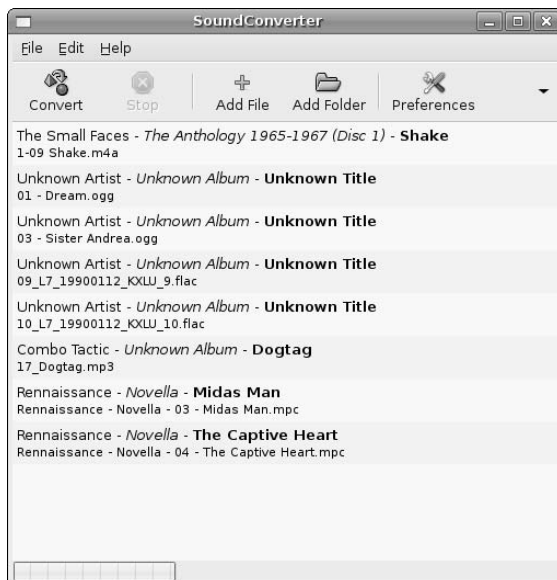 SoundConverter
File Edit Help
Convert Stop Add File Add Folder Preferences
The Small Faces - The Anthology 1965-1967 (Disc 1) - Shake
1-09 Shake.m4a
Unknown Artist - Unknown Album - Unknown Title
01 - Dream.ogg
Unknown Artist - Unknown Album - Unknown Title
03 - Sister Andrea.ogg
Unknown Artist - Unknown Album - Unknown Title
09_L7_19900112_KXLU_9.flac
Unknown Artist - Unknown Album - Unknown Title
10_L7_19900112_KXLU_10.flac
Combo Tactic - Unknown Album - Dogtag
17_Dogtag.mp3
Rennaissance - Novella - Midas Man
Rennaissance - Novella - 03 - Midas Man.mpc
Rennaissance - Novella - The Captive Heart
Rennaissance - Novella - 04 - The Captive Heart.mpc